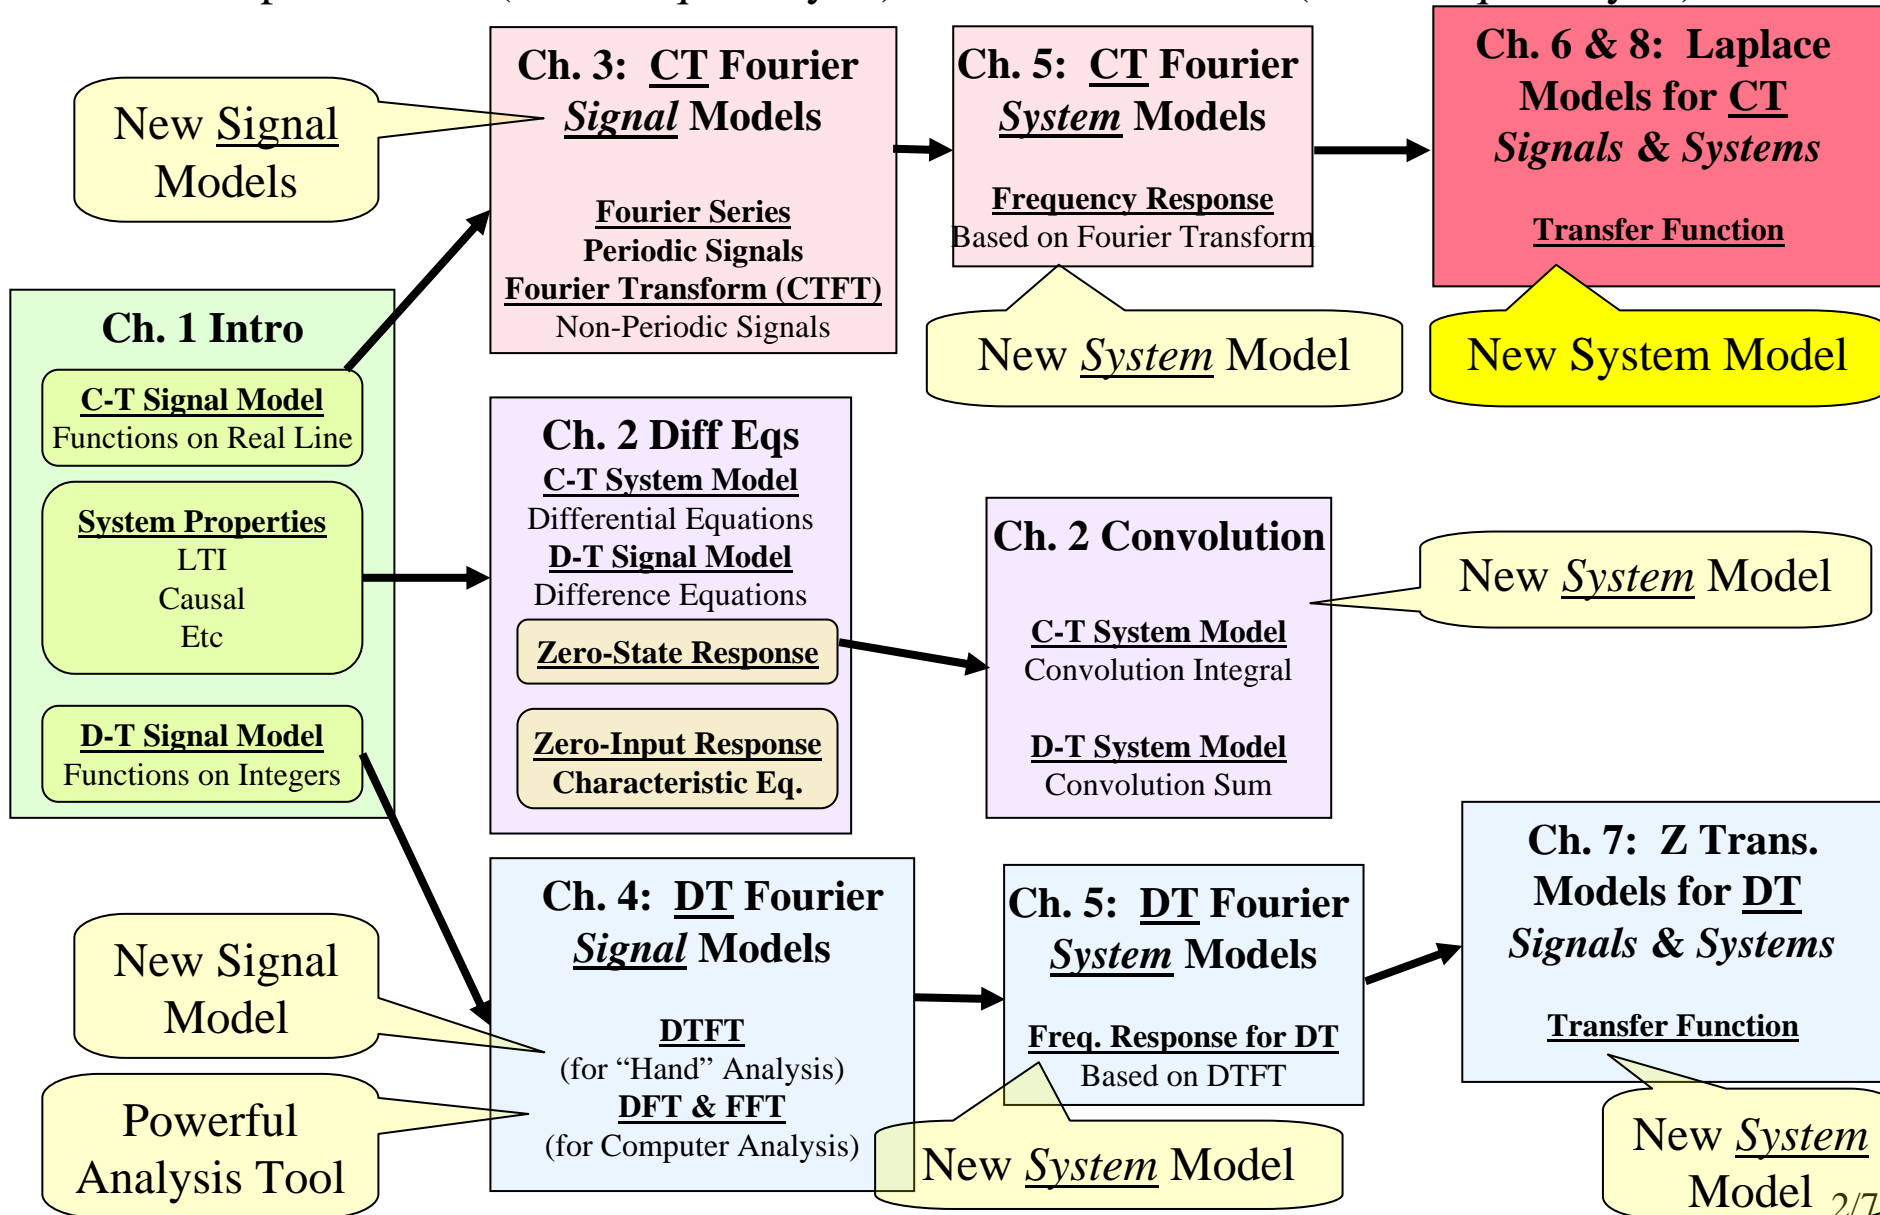 Ch. 3: CT Fourier
Signal Models
Fourier Series
Periodic Signals
Fourier Transform (CTFT)
Non-Periodic Signals
New Signal
Models
Ch. 5: CT Fourier
System Models
Frequency Response
Based on Fourier Transform
New System Model
Ch. 6 & 8: Laplace
Models for CT
Signals & Systems
Transfer Function
New System Model
Ch. 1 Intro
C-T Signal Model
Functions on Real Line
System Properties
LTI
Causal
Etc
D-T Signal Model
Functions on Integers
Ch. 2 Diff Eqs
C-T System Model
Differential Equations
D-T Signal Model
Difference Equations
Zero-State Response
Zero-Input Response
Characteristic Eq.
Ch. 2 Convolution
C-T System Model
Convolution Integral
D-T System Model
Convolution Sum
New System Model
Ch. 4: DT Fourier
Signal Models
DTFT
(for “Hand” Analysis)
DFT & FFT
(for Computer Analysis)
New Signal
Model
Powerful
Analysis Tool
Ch. 5: DT Fourier
System Models
Freq. Response for DT
Based on DTFT
New System Model
Ch. 7: Z Trans.
Models for DT
Signals & Systems
Transfer Function
New System
Model
2/7